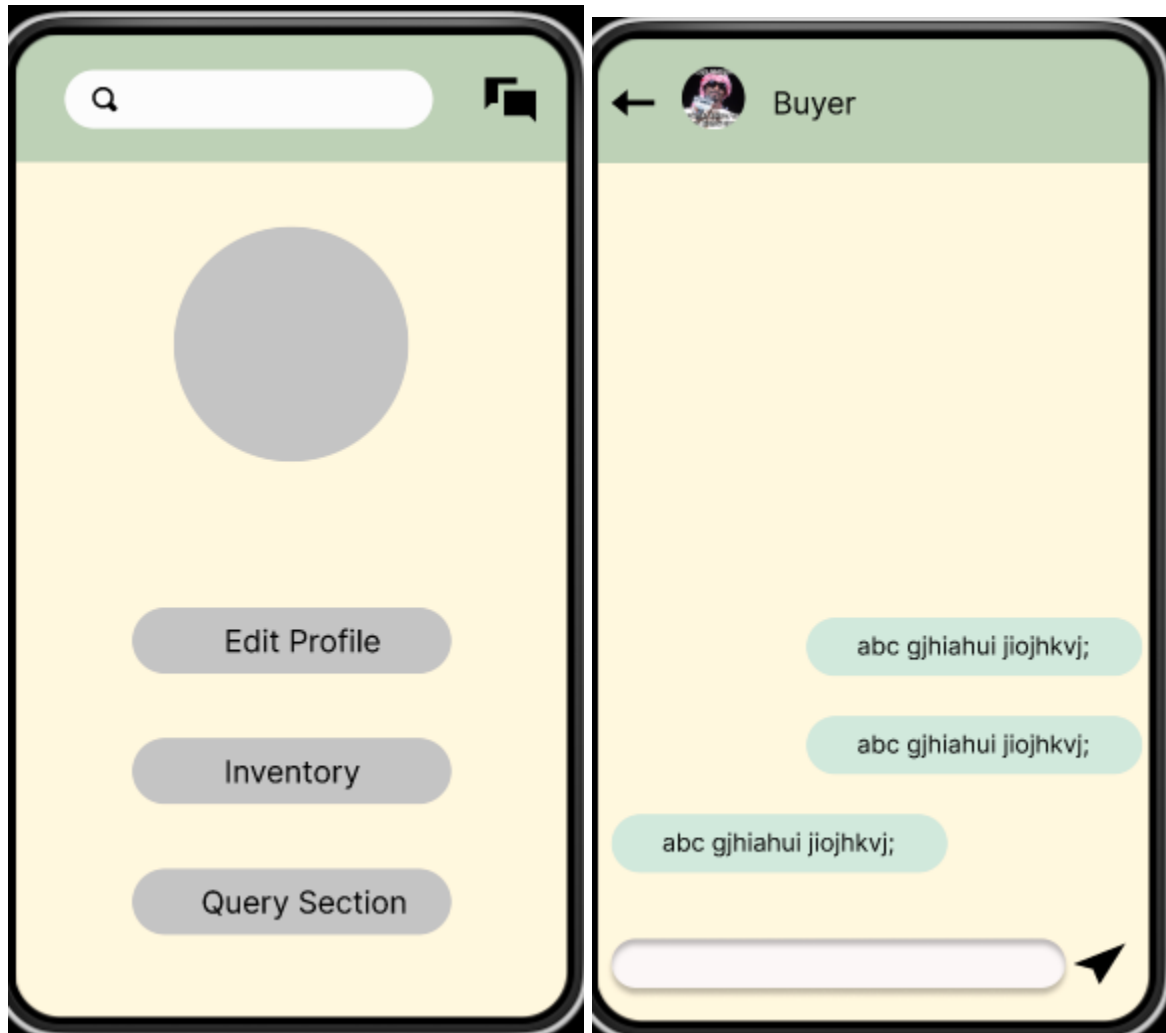 Edit Profile
Inventory
Query Section
Buyer
abc gjhiahui jiojhkvj;
abc gjhiahui jiojhkvj;
abc gjhiahui jiojhkvj;